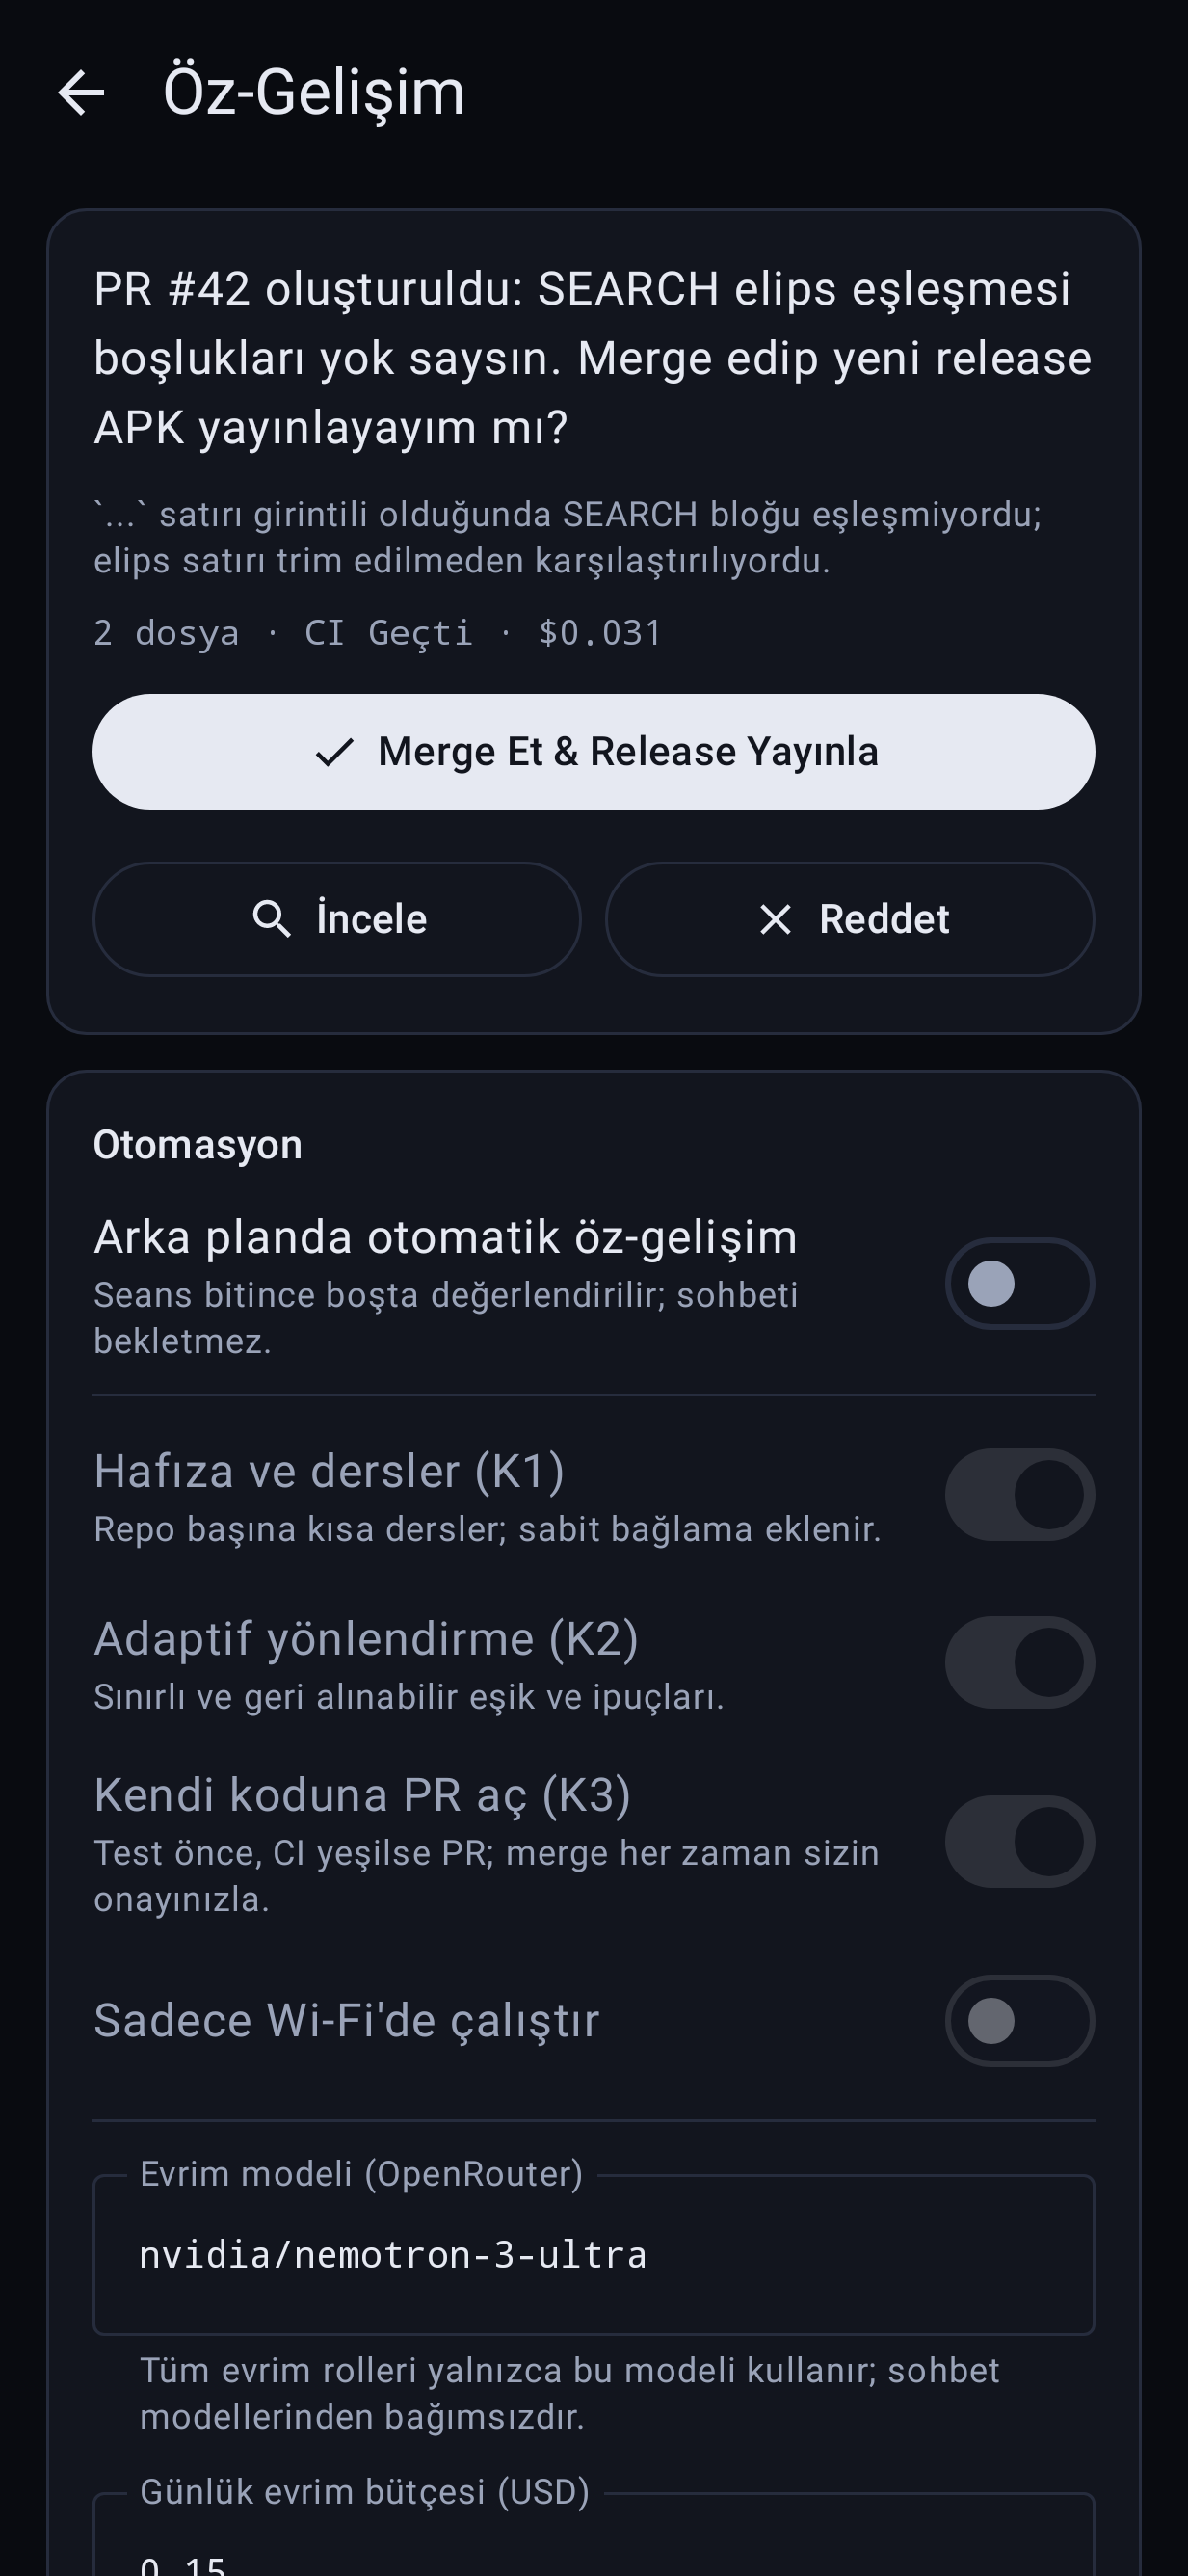 Öz-Gelişim
PR #42 oluşturuldu: SEARCH elips eşleşmesi
boşlukları yok saysın. Merge edip yeni release
APK yayınlayayım mı?
`...` satırı girintili olduğunda SEARCH bloğu eşleşmiyordu;
elips satırı trim edilmeden karşılaştırılıyordu.
2 dosya · CI Geçti · $0.031
Merge Et & Release Yayınla
İncele
Reddet
Otomasyon
Arka planda otomatik öz-gelişim
Seans bitince boşta değerlendirilir; sohbeti
bekletmez.
Hafıza ve dersler (K1)
Repo başına kısa dersler; sabit bağlama eklenir.
Adaptif yönlendirme (K2)
Sınırlı ve geri alınabilir eşik ve ipuçları.
Kendi koduna PR aç (K3)
Test önce, CI yeşilse PR; merge her zaman sizin
onayınızla.
Sadece Wi-Fi'de çalıştır
Evrim modeli (OpenRouter)
nvidia/nemotron-3-ultra
Tüm evrim rolleri yalnızca bu modeli kullanır; sohbet
modellerinden bağımsızdır.
Günlük evrim bütçesi (USD)
0.15